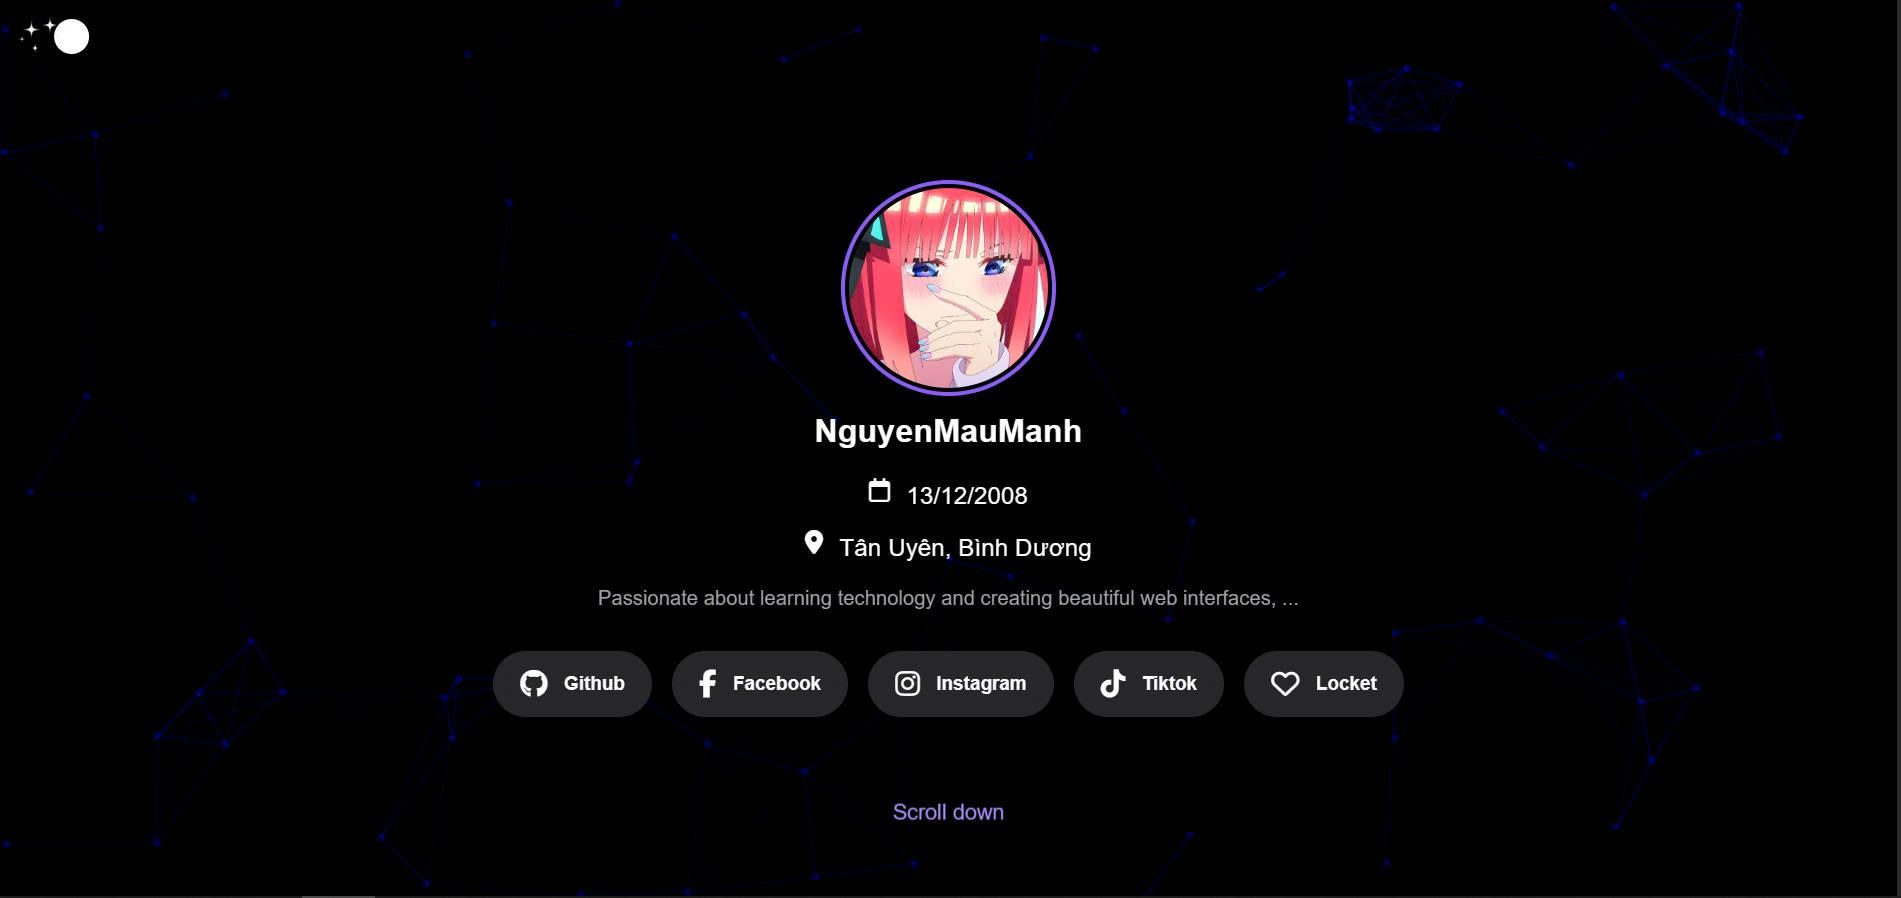 NguyenMauManh
13/12/2008
Tân Uyên, Bình Dương
Passionate about learning technology and creating beautiful web interfaces, ...
Github Facebook Instagram Tiktok Locket
Scroll down